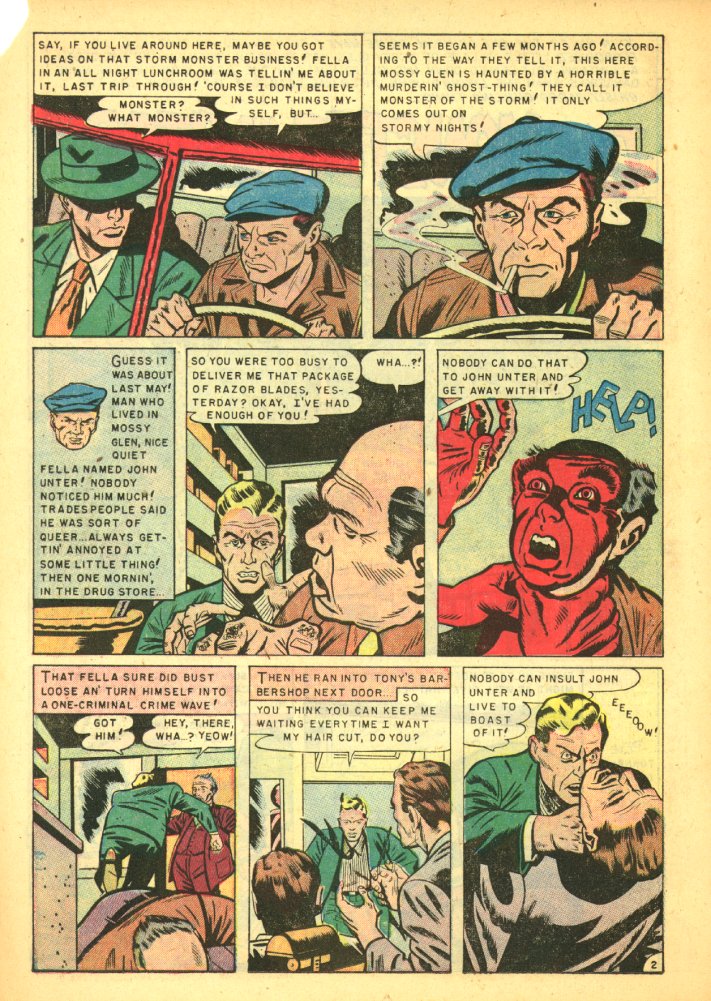 SAY, IF YOU LIVE AROUND HERE, MAYBE YOU GOT
IDEAS ON THAT STORM MONSTER BUSINESS! FELLA
IN AN ALL NIGHT LUNCHROOM WAS TELLIN' ME ABOUT
IT, LAST TRIP THROUGH! 'COURSE I DON'T BELIEVE
IN SUCH THINGS MY-
SELF, BUT...
MONSTER?
WHAT MONSTER?
SEEMS IT BEGAN A FEW MONTHS AGO! ACCORD-
ING TO THE WAY THEY TELL IT, THIS HERE
MOSSY GLEN IS HAUNTED BY A HORRIBLE
MURDERIN' GHOST-THING! THEY CALL IT
MONSTER OF THE STORM! IT ONLY
COMES OUT ON
STORMY NIGHTS!
GUESS IT
WAS ABOUT
LAST MAY!
MAN WHO
LIVED IN
MOSSY
GLEN, NICE
QUIET
FELLA NAMED JOHN
UNTER! NOBODY
NOTICED HIM MUCH!
TRADESPEOPLE SAID
HE WAS SORT OF
QUEER...ALWAYS GET-
TIN' ANNOYED AT
SOME LITTLE THING!
THEN ONE MORNIN',
IN THE DRUG STORE...
SO YOU WERE TOO BUSY TO
DELIVER ME THAT PACKAGE
OF RAZOR BLADES, YES-
TERDAY? OKAY, I'VE HAD
ENOUGH OF YOU!
WHA...?!
NOBODY CAN DO THAT
TO JOHN UNTER AND
GET AWAY WITH IT!
HELP!
THAT FELLA SURE DID BUST
LOOSE AN' TURN HIMSELF INTO
A ONE-CRIMINAL CRIME WAVE!
GOT
HIM!
HEY, THERE,
WHA...? YEOW!
THEN HE RAN INTO TONY'S BAR-
BERSHOP NEXT DOOR...
SO
YOU THINK YOU CAN KEEP ME
WAITING EVERYTIME I WANT
MY HAIR CUT, DO YOU?
NOBODY CAN INSULT JOHN
UNTER AND
LIVE TO
BOAST
OF IT!
EEEOOW!
2